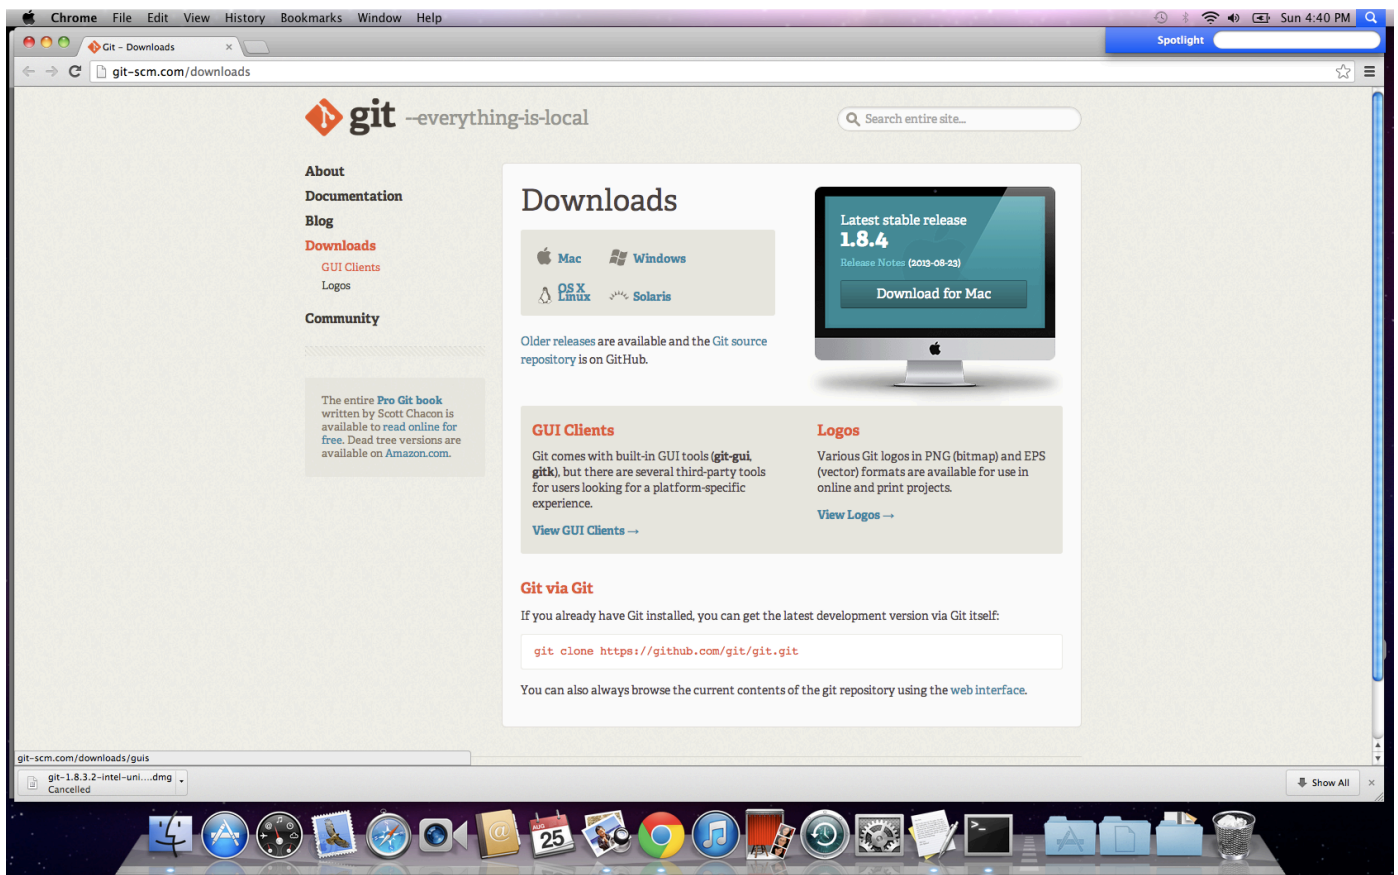 Chrome File Edit View History Bookmarks Window Help
Sun 4:40 PM
Git - Downloads
Spotlight
git-scm.com/downloads
git --everything-is-local
Search entire site...
About
Documentation
Blog
Downloads
GUI Clients
Logos
Community
The entire Pro Git book
written by Scott Chacon is
available to read online for
free. Dead tree versions are
available on Amazon.com.
Downloads
Mac OS X
Windows
Linux
Solaris
Older releases are available and the Git source
repository is on GitHub.
Latest stable release
1.8.4
Release Notes (2013-08-23)
Download for Mac
GUI Clients
Git comes with built-in GUI tools (git-gui,
gitk), but there are several third-party tools
for users looking for a platform-specific
experience.
View GUI Clients →
Logos
Various Git logos in PNG (bitmap) and EPS
(vector) formats are available for use in
online and print projects.
View Logos →
Git via Git
If you already have Git installed, you can get the latest development version via Git itself:
git clone https://github.com/git/git.git
You can also always browse the current contents of the git repository using the web interface.
git-scm.com/downloads/guis
git-1.8.3.2-intel-uni....dmg
Cancelled
Show All
AUG
25